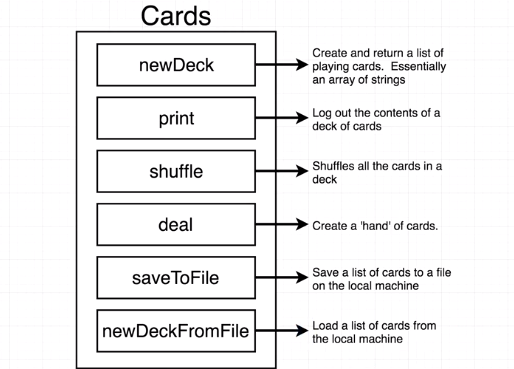 Cards
newDeck
Create and return a list of
playing cards. Essentially
an array of strings
print
Log out the contents of a
deck of cards
shuffle
Shuffles all the cards in a
deck
deal
Create a 'hand' of cards.
saveToFile
Save a list of cards to a file
on the local machine
newDeckFromFile
Load a list of cards from
the local machine